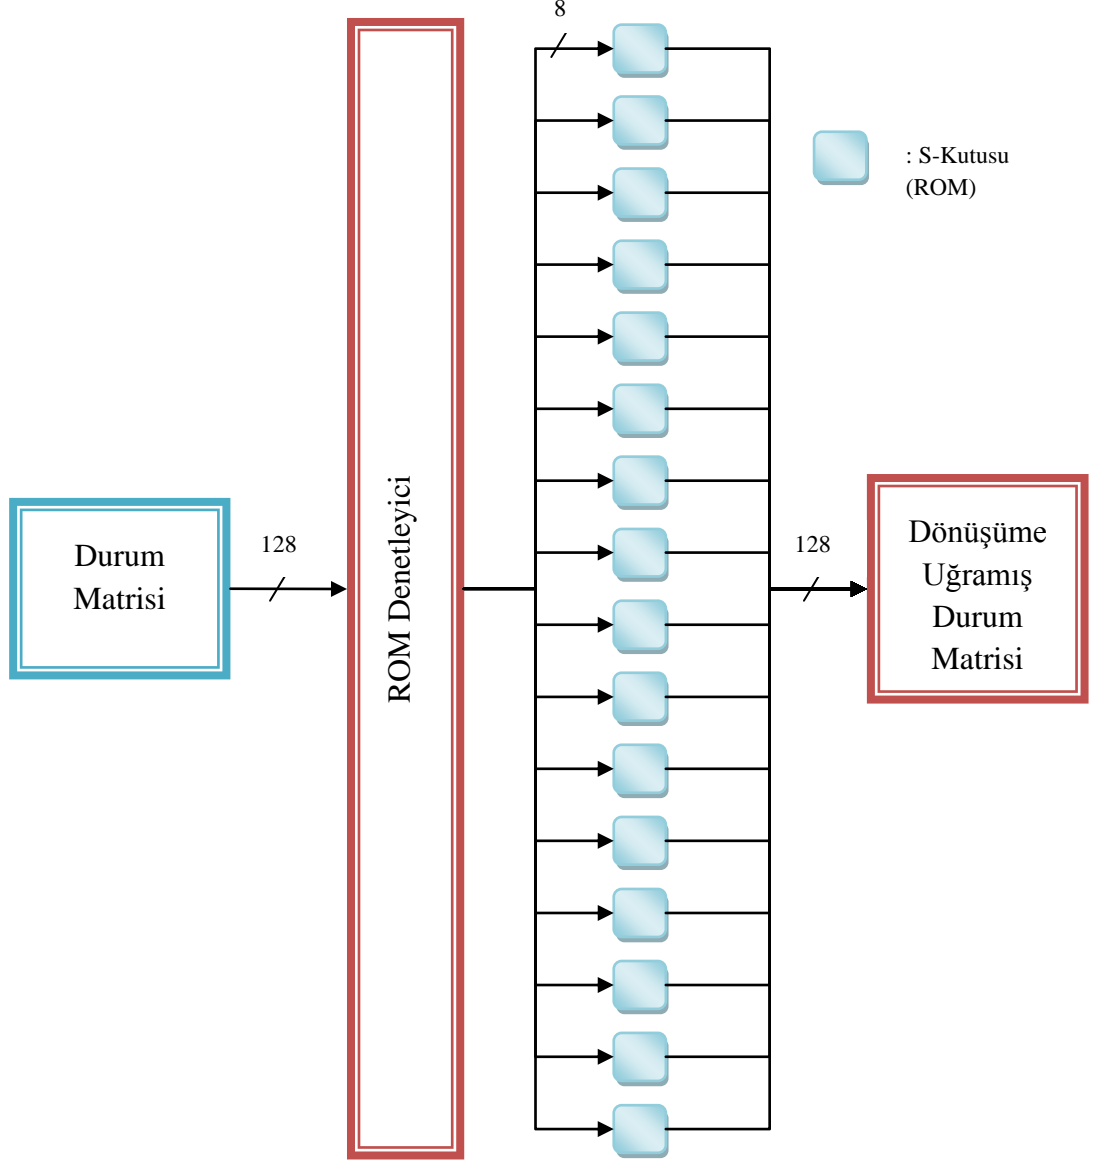 8
: S-Kutusu
(ROM)
Durum
Matrisi
128
ROM Denetleyici
128
Dönüşüme
Uğramış
Durum
Matrisi